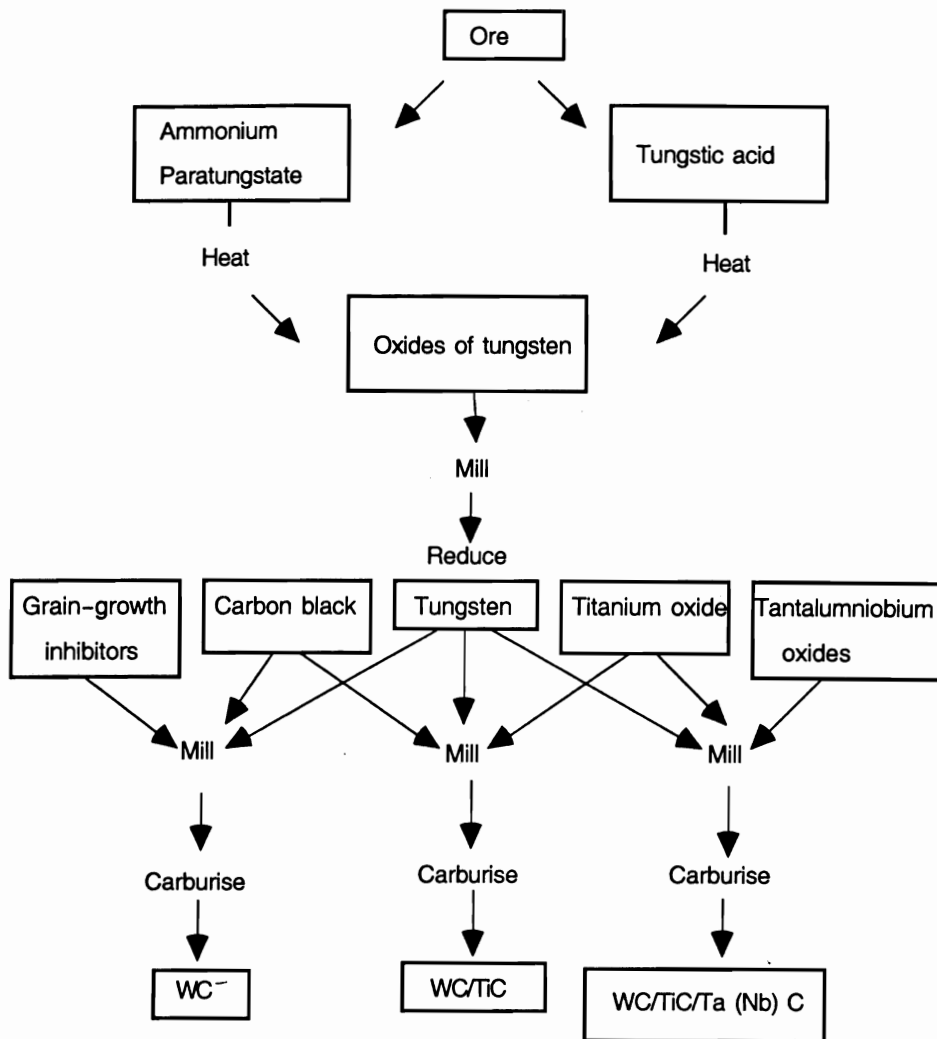 Ore
Ammonium
Paratungstate
Tungstic acid
Heat
Heat
Oxides of tungsten
Mill
Reduce
Grain-growth
inhibitors
Carbon black
Tungsten
Titanium oxide
Tantalumniobium
oxides
Mill
Mill
Mill
Carburise
Carburise
Carburise
WC
WC/TiC
WC/TiC/Ta (Nb) C